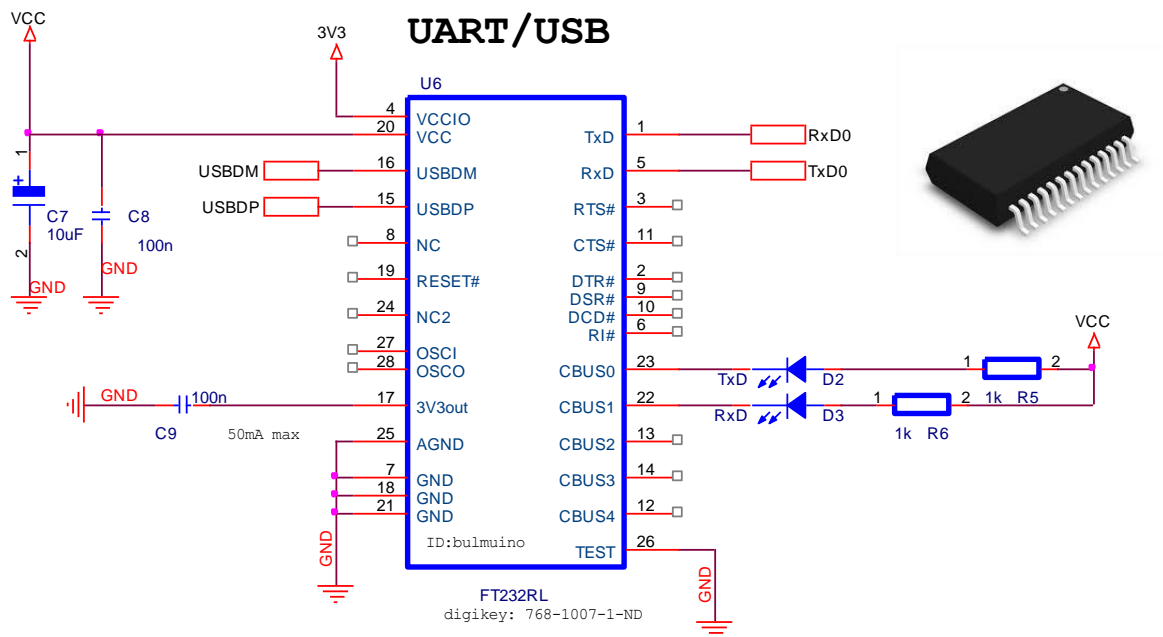 UART/USB
VCC
3V3
U6
4
VCCIO
20
VCC
TxD
1
RxD0
USBDM
16
USBDM
RxD
5
TxD0
USBDP
15
USBDP
RTS#
3
8
NC
CTS#
11
19
RESET#
DTR#
2
DSR#
9
24
NC2
DCD#
10
RI#
6
27
OSCI
28
OSCO
1
+
C7
10uF
2
C8
100n
GND
GND
CBUS0
23
TxD
D2
1
2
1k R5
VCC
GND
100n
C9
50mA max
17
3V3out
CBUS1
22
RxD
D3
1
2
1k R6
25
AGND
CBUS2
13
7
GND
CBUS3
14
18
GND
21
GND
CBUS4
12
GND
ID:bulmuino
TEST
26
GND
FT232RL
digikey: 768-1007-1-ND